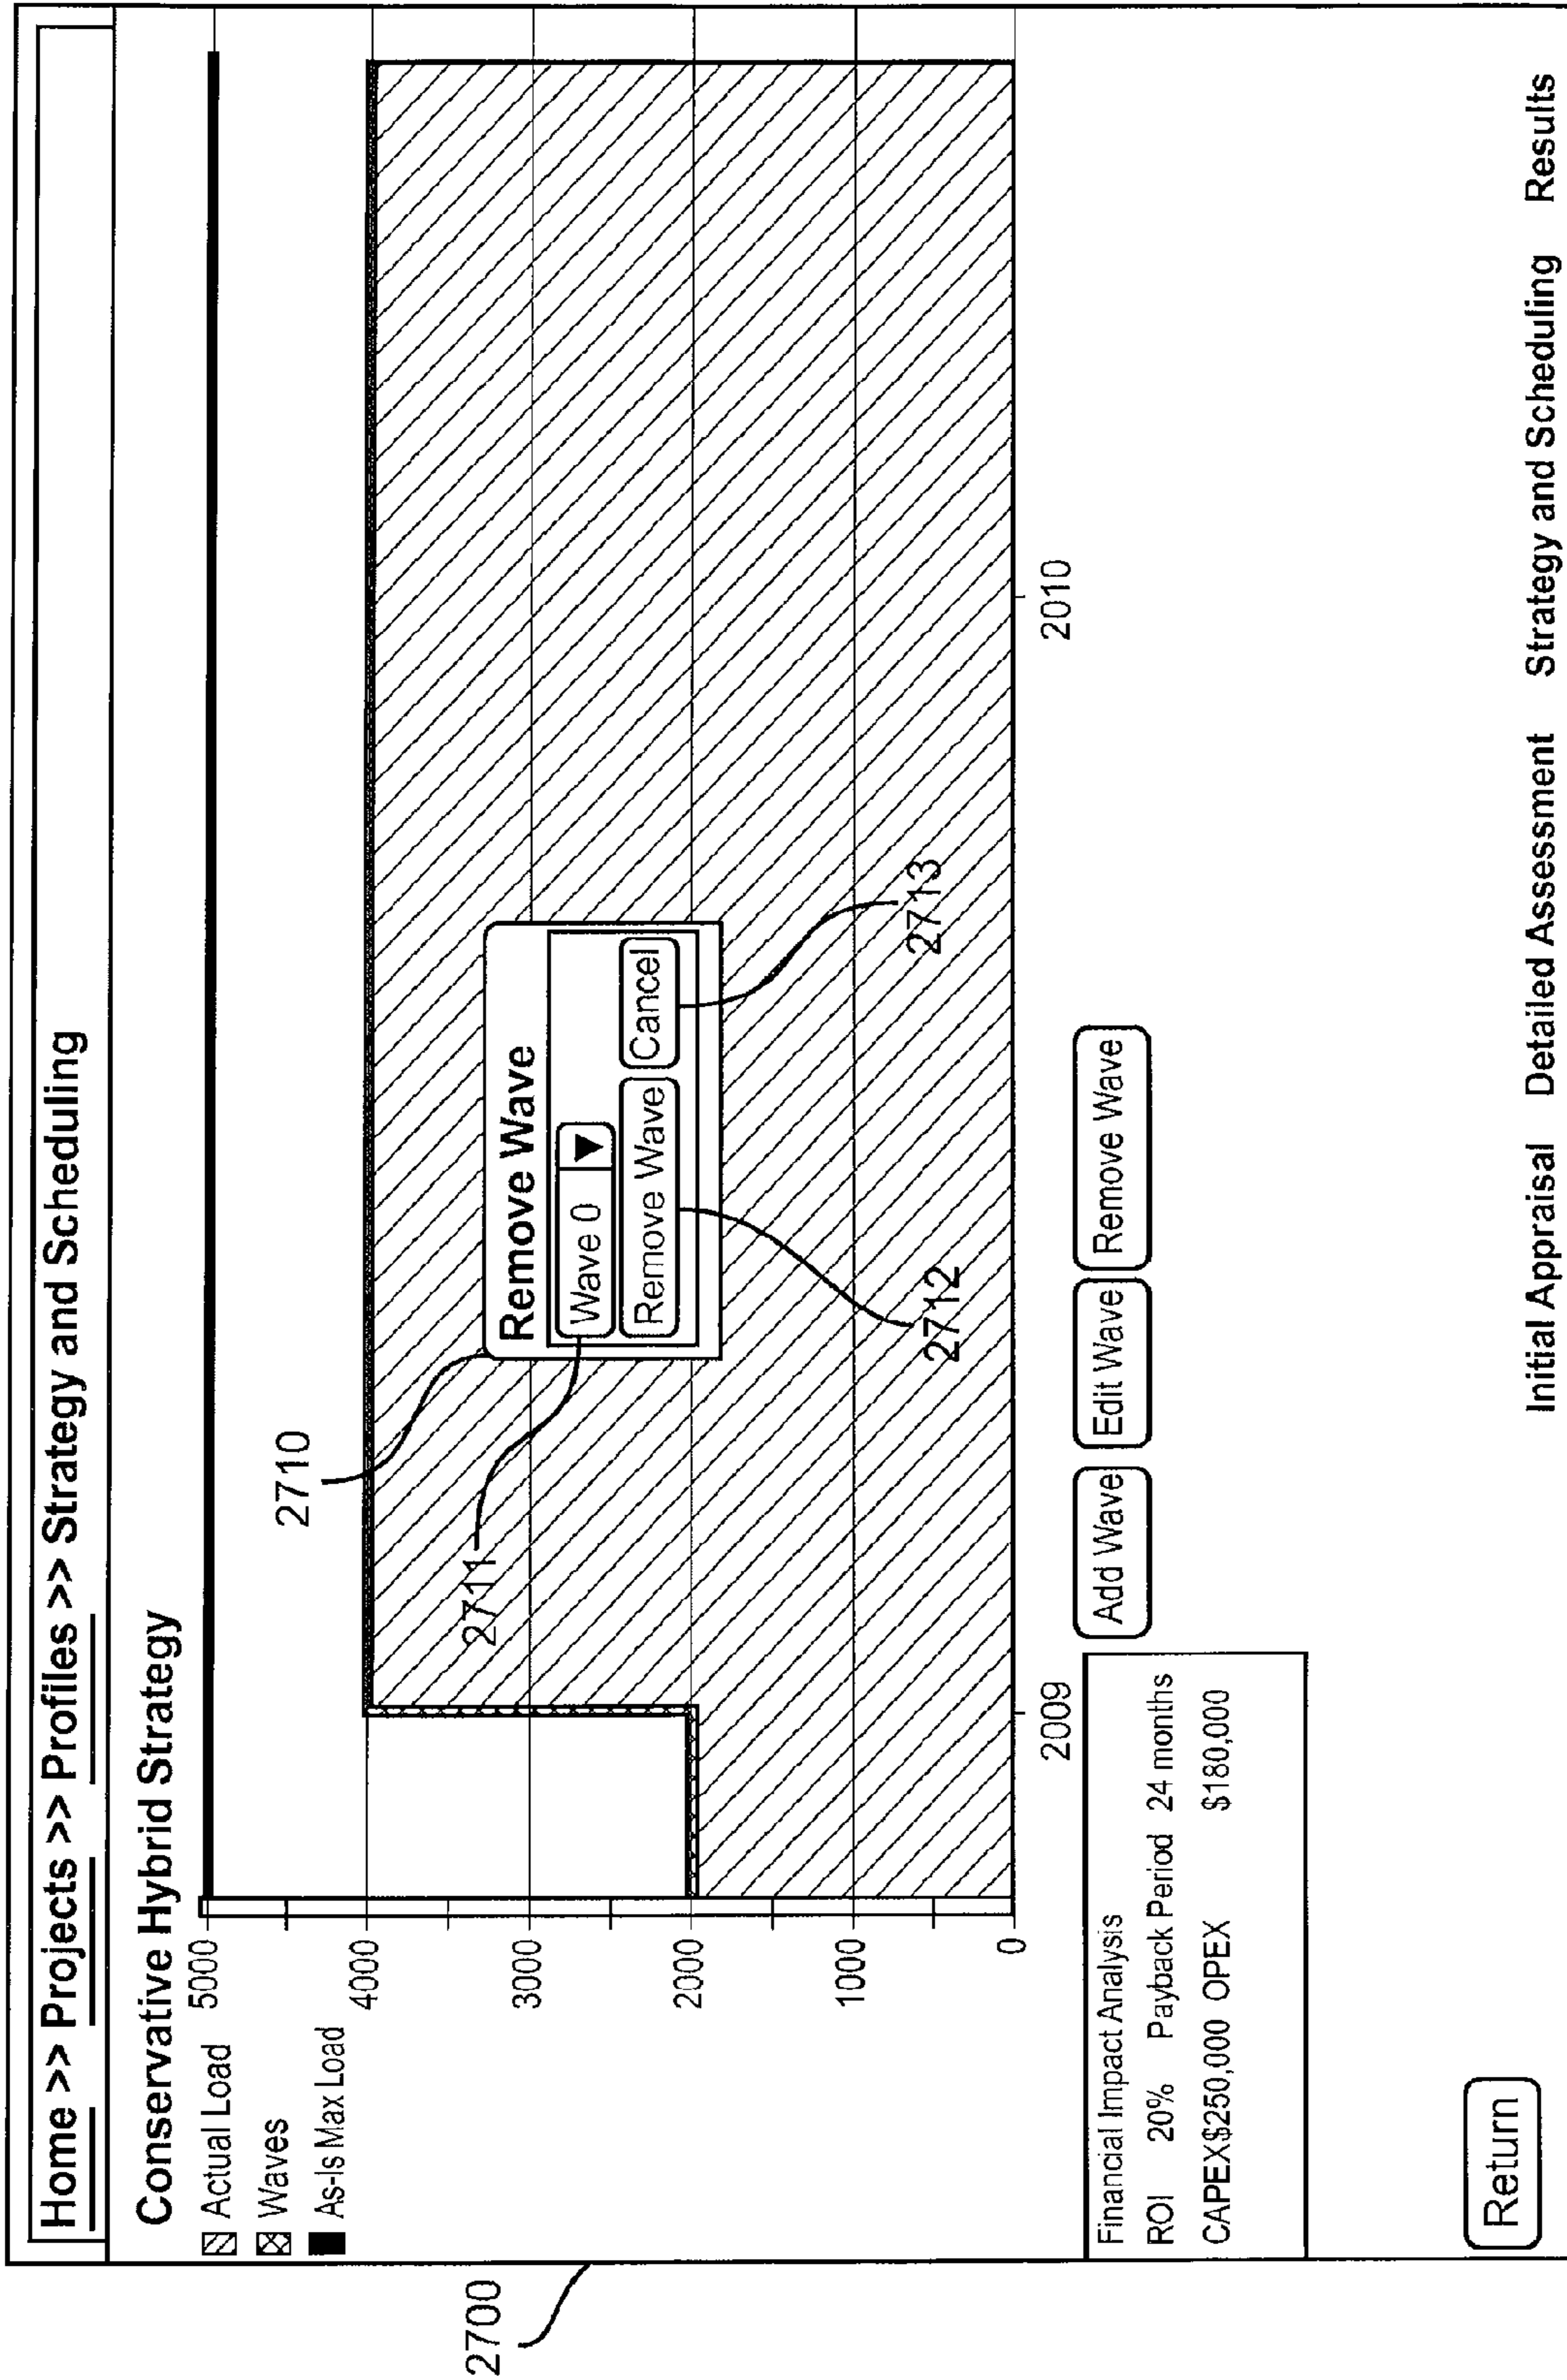 Home >> Projects >> Profiles >> Strategy and Scheduling
Conservative Hybrid Strategy
Actual Load
Waves
As-Is Max Load
5000
4000
3000
2000
1000
0
2009
2010
2700
2710
2711
Remove Wave
Wave 0
Remove Wave Cancel
2712
2713
Add Wave Edit Wave Remove Wave
Financial Impact Analysis
ROI 20% Payback Period 24 months
CAPEX$250,000 OPEX $180,000
Return
Initial Appraisal Detailed Assessment Strategy and Scheduling Results